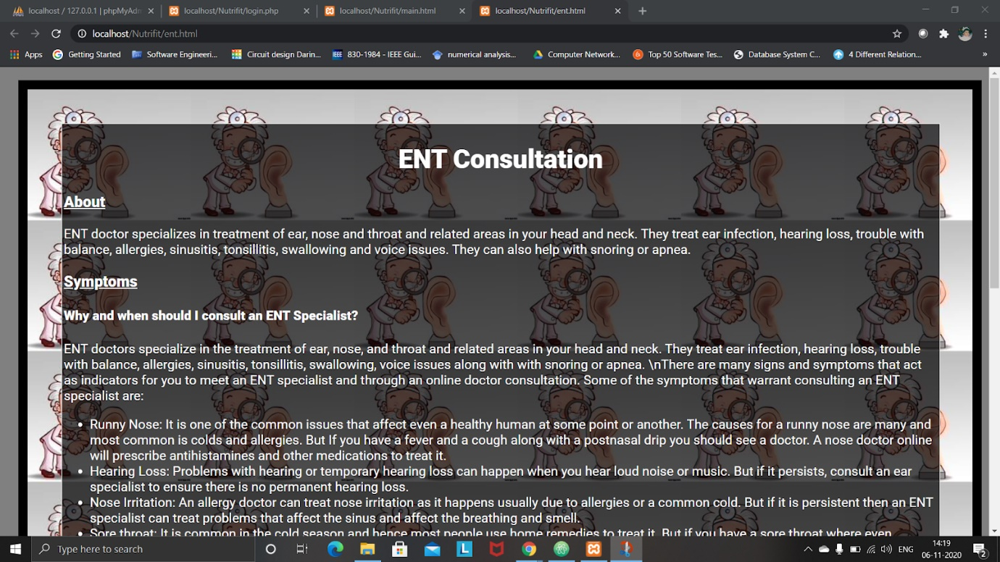 localhost / 127.0.0.1 | phpMyAdm
localhost/Nutrifit/login.php
localhost/Nutrifit/main.html
localhost/Nutrifit/ent.html
localhost/Nutrifit/ent.html
Apps
Getting Started
Software Engineeri...
Circuit design Darin...
IEEE
830-1984 - IEEE Gui...
numerical analysis...
Computer Network...
Top 50 Software Tes...
Database System C...
4 Different Relation...
»
ENT Consultation
About
ENT doctor specializes in treatment of ear, nose and throat and related areas in your head and neck. They treat ear infection, hearing loss, trouble with
balance, allergies, sinusitis, tonsillitis, swallowing and voice issues. They can also help with snoring or apnea.
Symptoms
Why and when should I consult an ENT Specialist?
ENT doctors specialize in the treatment of ear, nose, and throat and related areas in your head and neck. They treat ear infection, hearing loss, trouble
with balance, allergies, sinusitis, tonsillitis, swallowing, voice issues along with with snoring or apnea. \nThere are many signs and symptoms that act
as indicators for you to meet an ENT specialist and through an online doctor consultation. Some of the symptoms that warrant consulting an ENT
specialist are:
• Runny Nose: It is one of the common issues that affect even a healthy human at some point or another. The causes for a runny nose are many and
most common is colds and allergies. But If you have a fever and a cough along with a postnasal drip you should see a doctor. A nose doctor online
will prescribe antihistamines and other medications to treat it.
• Hearing Loss: Problems with hearing or temporary hearing loss can happen when you hear loud noise or music. But if it persists, consult an ear
specialist to ensure there is no permanent hearing loss.
• Nose Irritation: An allergy doctor can treat nose irritation as it happens usually due to allergies or a common cold. But if it is persistent then an ENT
specialist can treat problems that affect the sinus and affect the breathing and smell.
• Sore throat: It is common in the cold season and hence most people use home remedies to treat it. But if you have a sore throat where even
Type here to search
L
ENG
14:19
06-11-2020
2